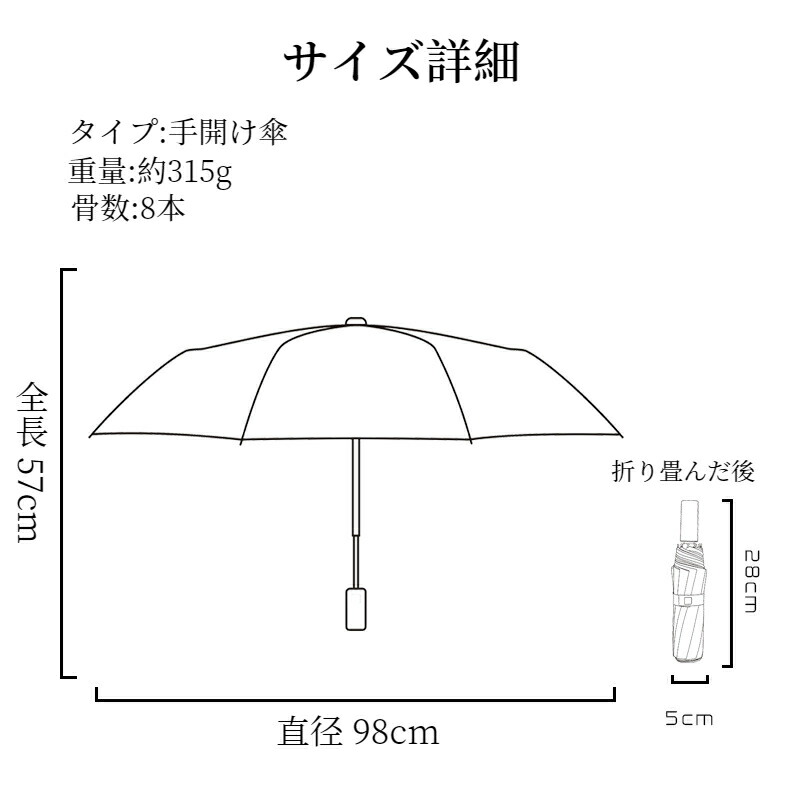 サイズ詳細
タイプ:手開け傘
重量:約315g
骨数:8本
全長 57cm
折り畳んだ後
28cm
5cm
直径 98cm